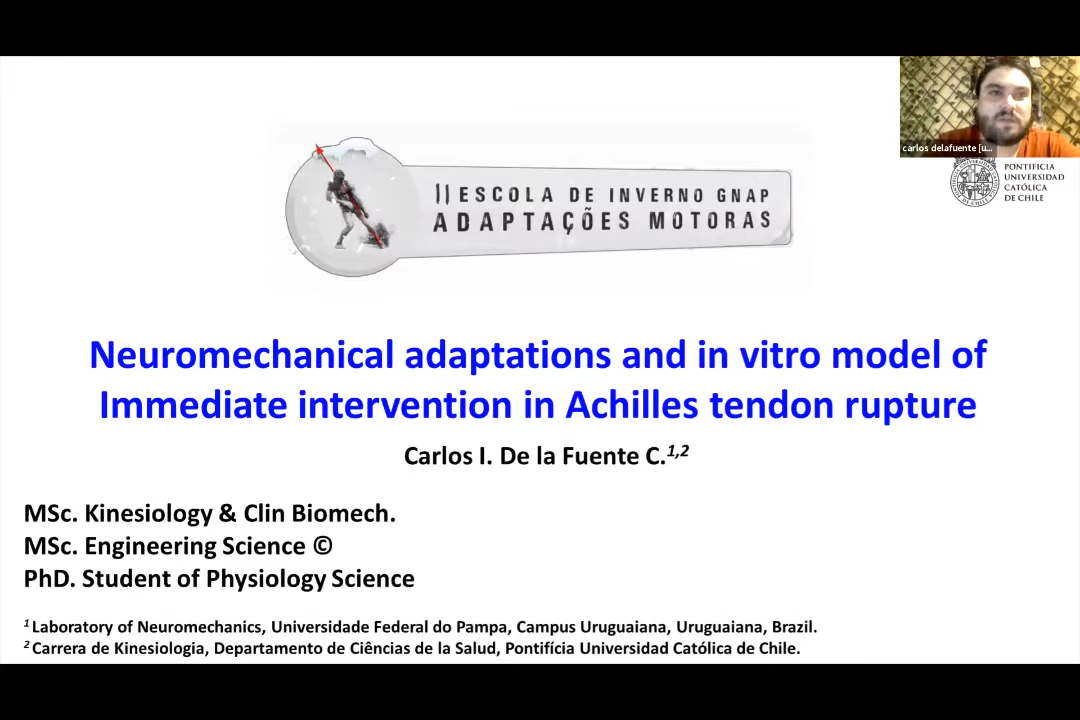 carlos delafuente [u...
PONTIFICIA
UNIVERSIDAD
CATÓLICA
DE CHILE
II ESCOLA DE INVERNO GNAP
ADAPTAÇÕES MOTORAS
Neuromechanical adaptations and in vitro model of
Immediate intervention in Achilles tendon rupture
Carlos I. De la Fuente C.1,2
MSc. Kinesiology & Clin Biomech.
MSc. Engineering Science ©
PhD. Student of Physiology Science
1 Laboratory of Neuromechanics, Universidade Federal do Pampa, Campus Uruguaiana, Uruguaiana, Brazil.
2 Carrera de Kinesiologia, Departamento de Ciências de la Salud, Pontifícia Universidad Católica de Chile.